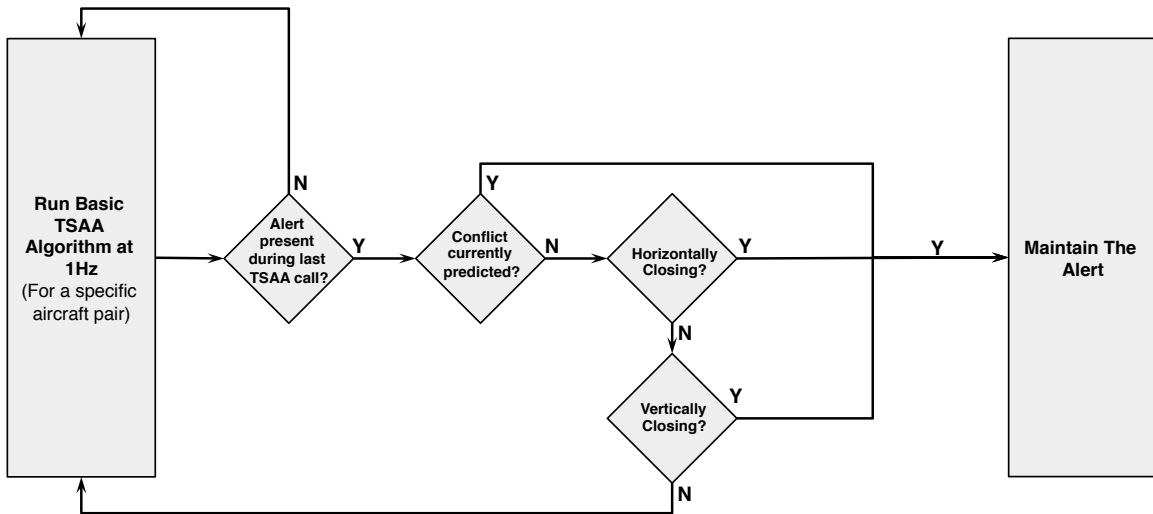 Run Basic
TSAA
Algorithm at
1Hz
(For a specific
aircraft pair)
N
Alert
present
during last
TSAA call?
Y
Y
Conflict
currently
predicted?
N
Horizontally
Closing?
Y
N
Vertically
Closing?
Y
N
Y
Maintain The
Alert